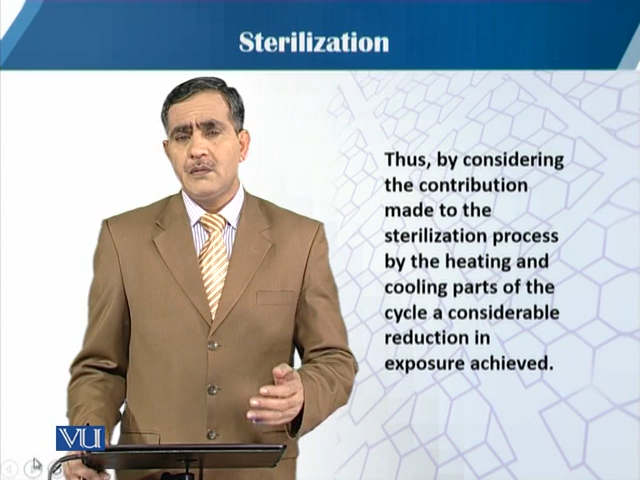 Sterilization
Thus, by considering
the contribution
made to the
sterilization process
by the heating and
cooling parts of the
cycle a considerable
reduction in
exposure achieved.
VU